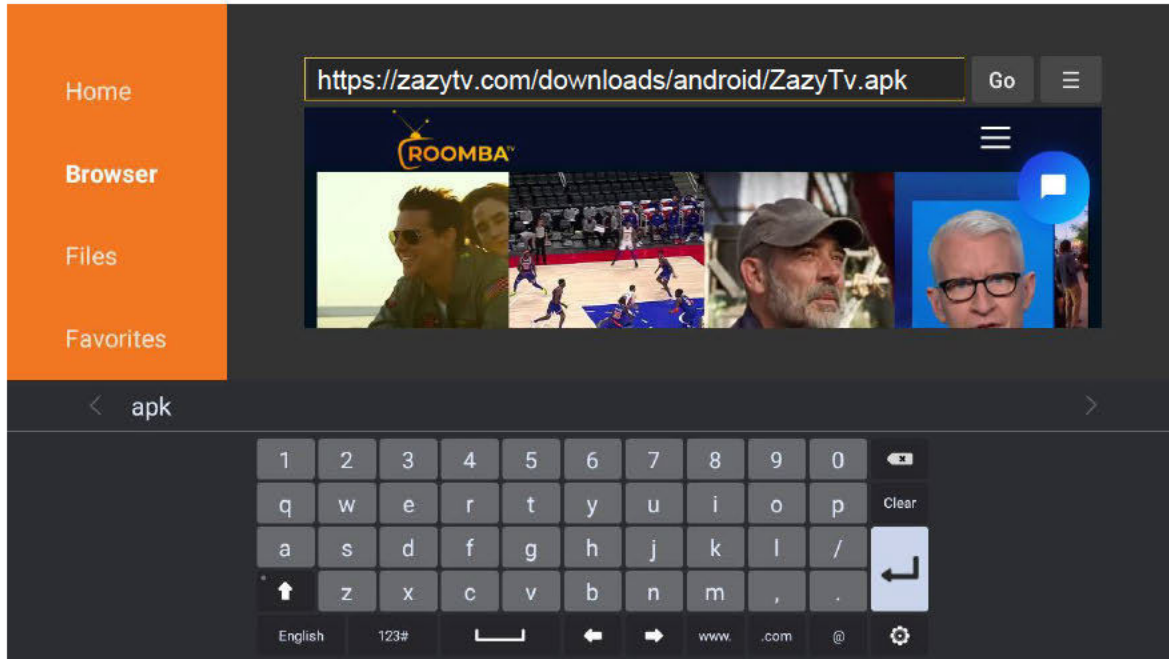 Home
Browser
Files
Favorites
https://zazytv.com/downloads/android/ZazyTv.apk
Go
ROOMBA TV
apk
1 2 3 4 5 6 7 8 9 0
q w e r t y u i o p Clear
a s d f g h j k l /
z x c v b n m , .
English 123# www. .com @